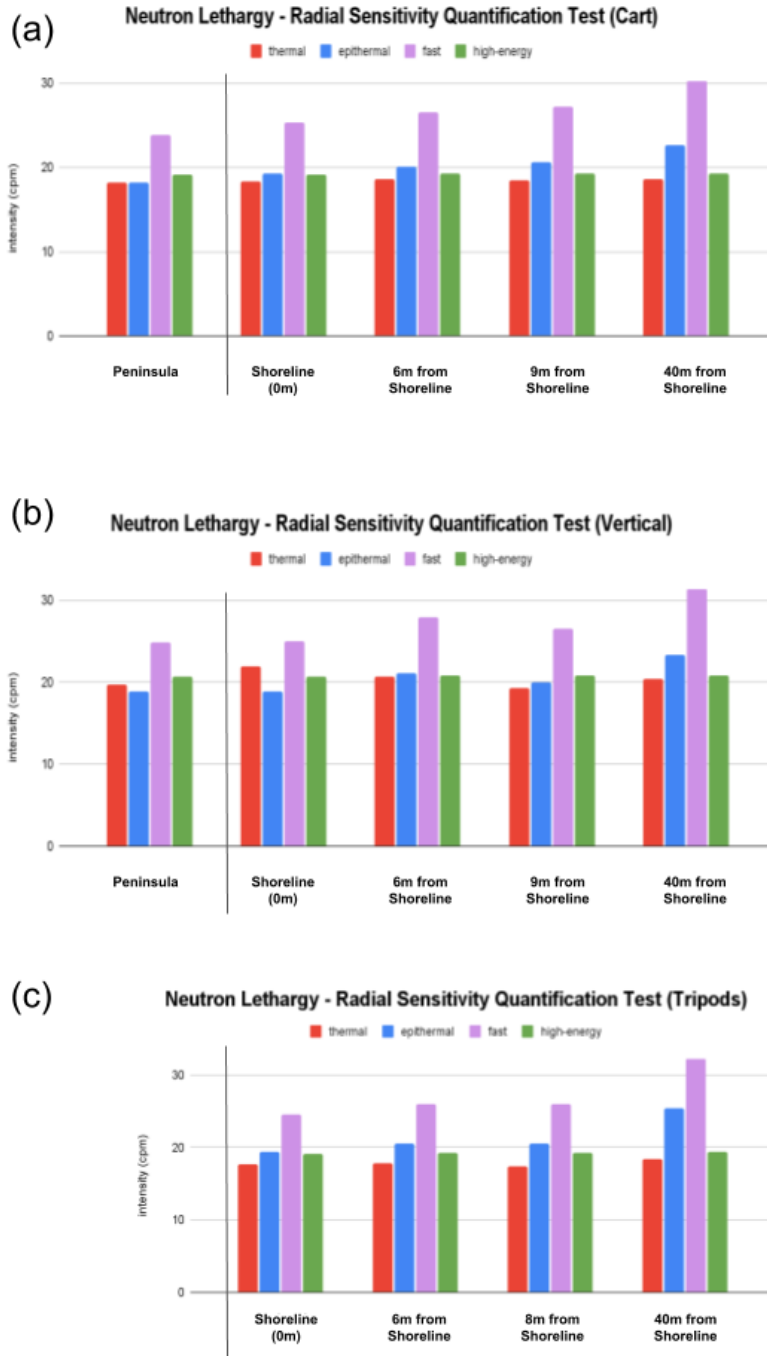 (a)
Neutron Lethargy - Radial Sensitivity Quantification Test (Cart)
thermal epithermal fast high-energy
30
20
10
0
intensity (cpm)
Peninsula Shoreline 6m from 9m from 40m from
(0m) Shoreline Shoreline Shoreline
(b)
Neutron Lethargy - Radial Sensitivity Quantification Test (Vertical)
thermal epithermal fast high-energy
30
20
10
0
intensity (cpm)
Peninsula Shoreline 6m from 9m from 40m from
(0m) Shoreline Shoreline Shoreline
(c)
Neutron Lethargy - Radial Sensitivity Quantification Test (Tripods)
thermal epithermal fast high-energy
30
20
10
0
intensity (cpm)
Shoreline 6m from 8m from 40m from
(0m) Shoreline Shoreline Shoreline